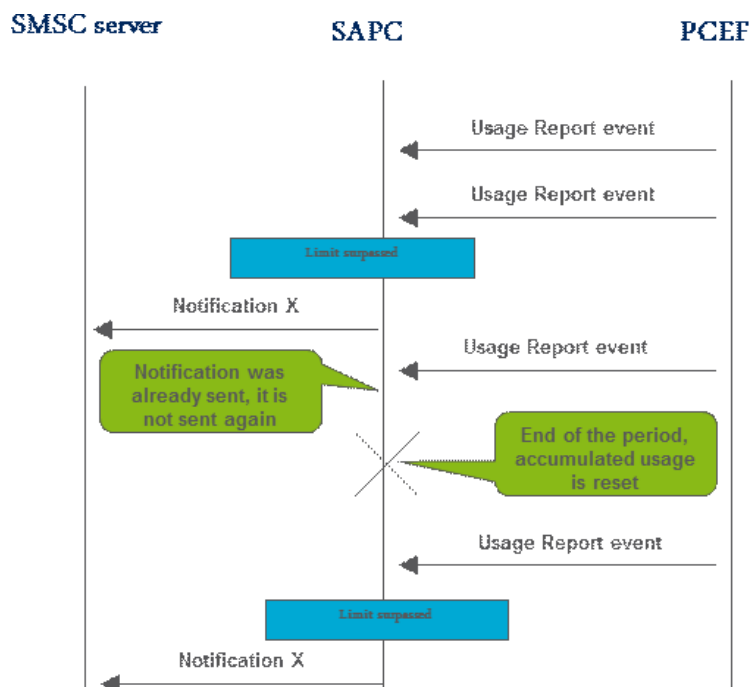 SMSC server
SAPC
PCEF
Usage Report event
Usage Report event
Limit surpassed
Notification X
Usage Report event
Notification was
already sent, it is
not sent again
End of the period,
accumulated usage
is reset
Usage Report event
Limit surpassed
Notification X